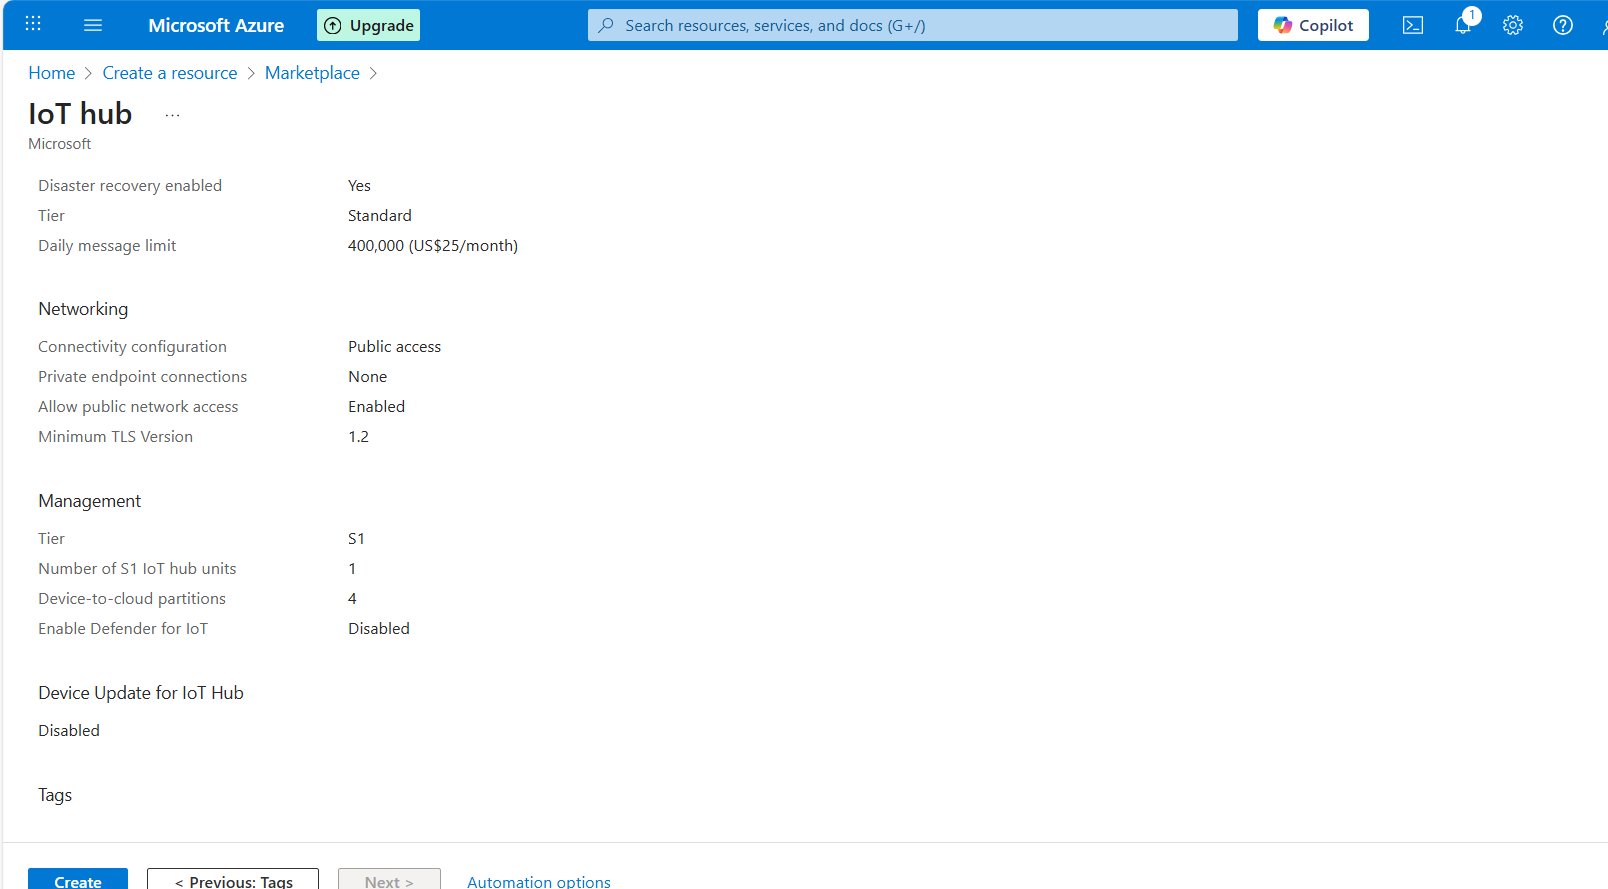 Microsoft Azure
Upgrade
Search resources, services, and docs (G+/)
Copilot
1
Home > Create a resource > Marketplace >
IoT hub ...
Microsoft
Disaster recovery enabled Yes
Tier Standard
Daily message limit 400,000 (US$25/month)
Networking
Connectivity configuration Public access
Private endpoint connections None
Allow public network access Enabled
Minimum TLS Version 1.2
Management
Tier S1
Number of S1 IoT hub units 1
Device-to-cloud partitions 4
Enable Defender for IoT Disabled
Device Update for IoT Hub
Disabled
Tags
Create
< Previous: Tags
Next >
Automation options